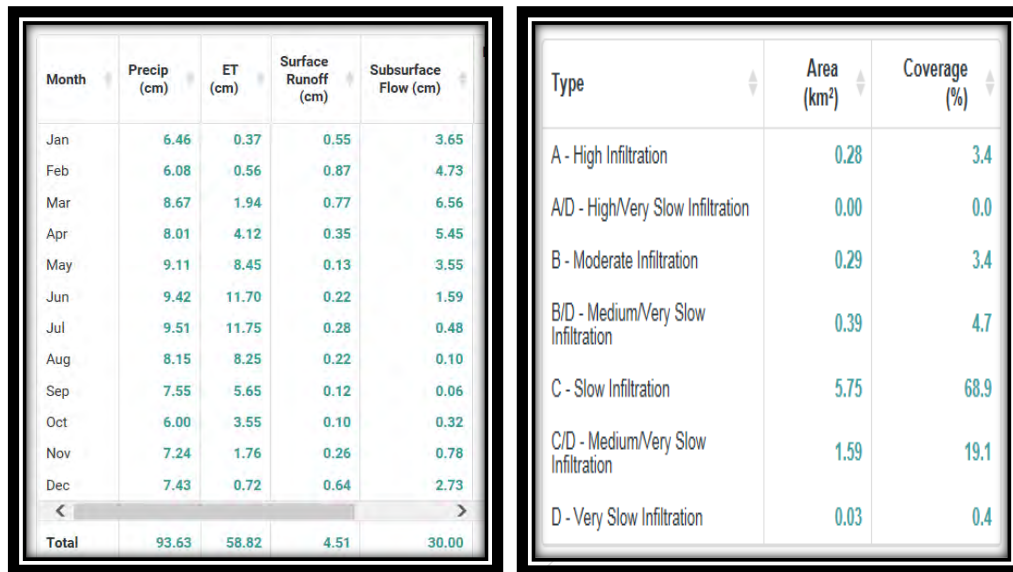 Month Precip (cm) ET (cm) Surface Runoff (cm) Subsurface Flow (cm)
Jan 6.46 0.37 0.55 3.65
Feb 6.08 0.56 0.87 4.73
Mar 8.67 1.94 0.77 6.56
Apr 8.01 4.12 0.35 5.45
May 9.11 8.45 0.13 3.55
Jun 9.42 11.70 0.22 1.59
Jul 9.51 11.75 0.28 0.48
Aug 8.15 8.25 0.22 0.10
Sep 7.55 5.65 0.12 0.06
Oct 6.00 3.55 0.10 0.32
Nov 7.24 1.76 0.26 0.78
Dec 7.43 0.72 0.64 2.73
Total 93.63 58.82 4.51 30.00
Type Area (km²) Coverage (%)
A - High Infiltration 0.28 3.4
A/D - High/Very Slow Infiltration 0.00 0.0
B - Moderate Infiltration 0.29 3.4
B/D - Medium/Very Slow Infiltration 0.39 4.7
C - Slow Infiltration 5.75 68.9
C/D - Medium/Very Slow Infiltration 1.59 19.1
D - Very Slow Infiltration 0.03 0.4